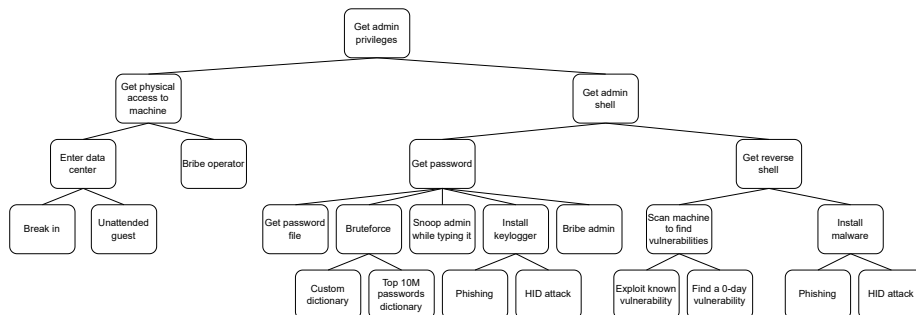 Get admin
privileges
Get physical
access to
machine
Get admin
shell
Enter data
center
Bribe operator
Get password
Get reverse
shell
Break in
Unattended
guest
Get password
file
Bruteforce
Snoop admin
while typing it
Install
keylogger
Bribe admin
Scan machine
to find
vulnerabilities
Install
malware
Custom
dictionary
Top 10M
passwords
dictionary
Phishing
HID attack
Exploit known
vulnerability
Find a 0-day
vulnerability
Phishing
HID attack